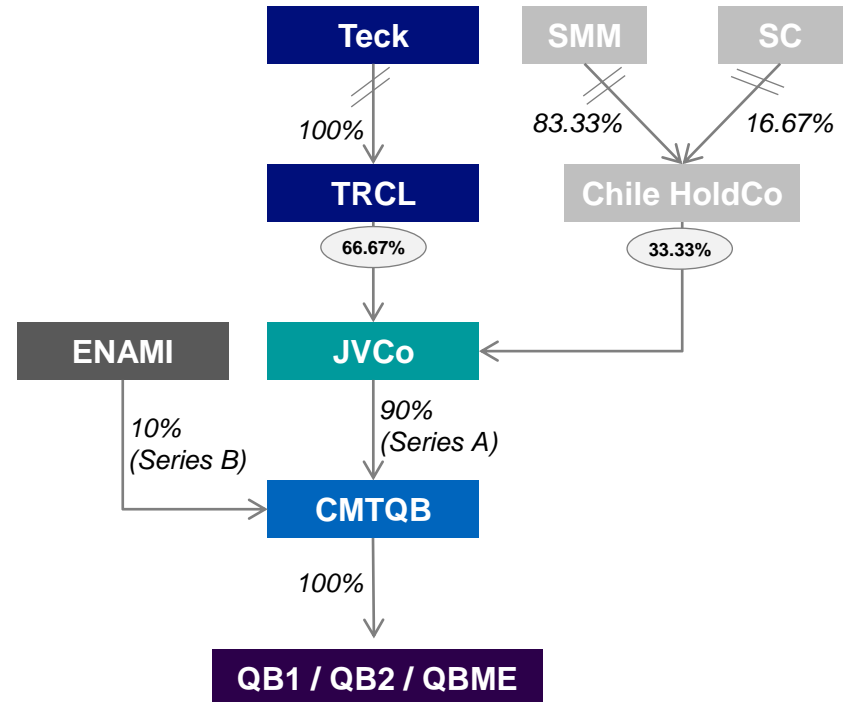 Teck
SMM
SC
100%
83.33%
16.67%
TRCL
Chile HoldCo
66.67%
33.33%
ENAMI
JVCo
10%
(Series B)
90%
(Series A)
CMTQB
100%
QB1 / QB2 / QBME